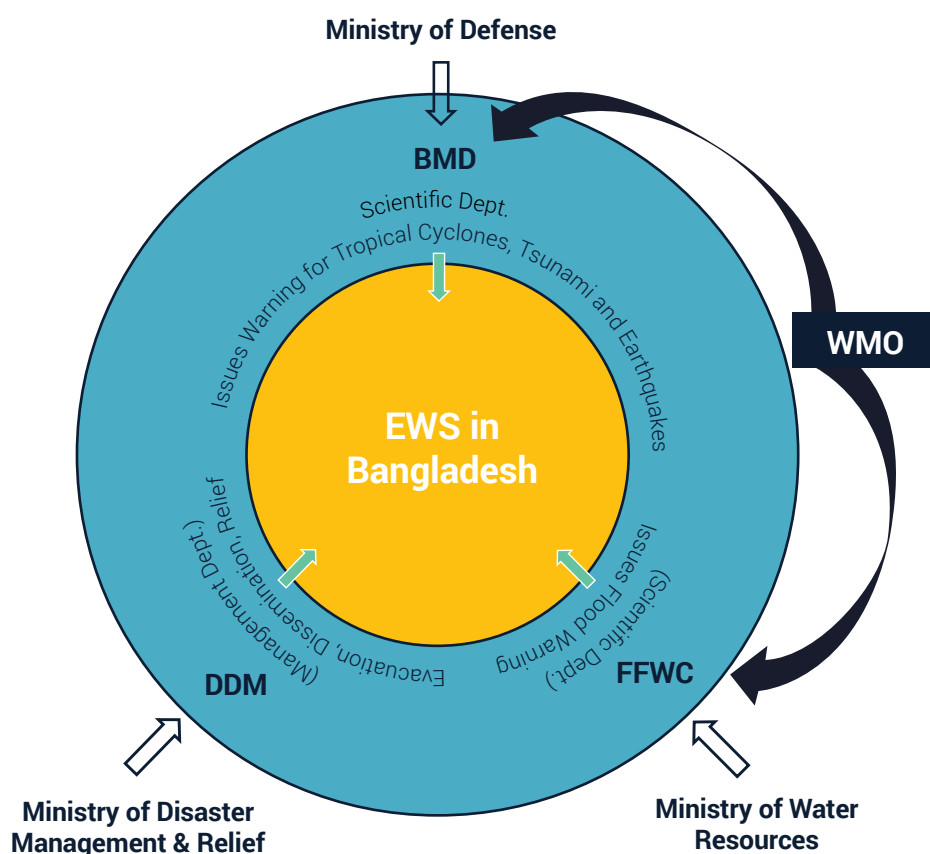 Ministry of Defense
BMD
Scientific Dept.
Issues Warning for Tropical Cyclones, Tsunami and Earthquakes
WMO
EWS in
Bangladesh
Evacuation, Dissemination, Relief
(Management Dept.)
DDM
Issues Flood Warning
(Scientific Dept.)
FFWC
Ministry of Disaster
Management & Relief
Ministry of Water
Resources